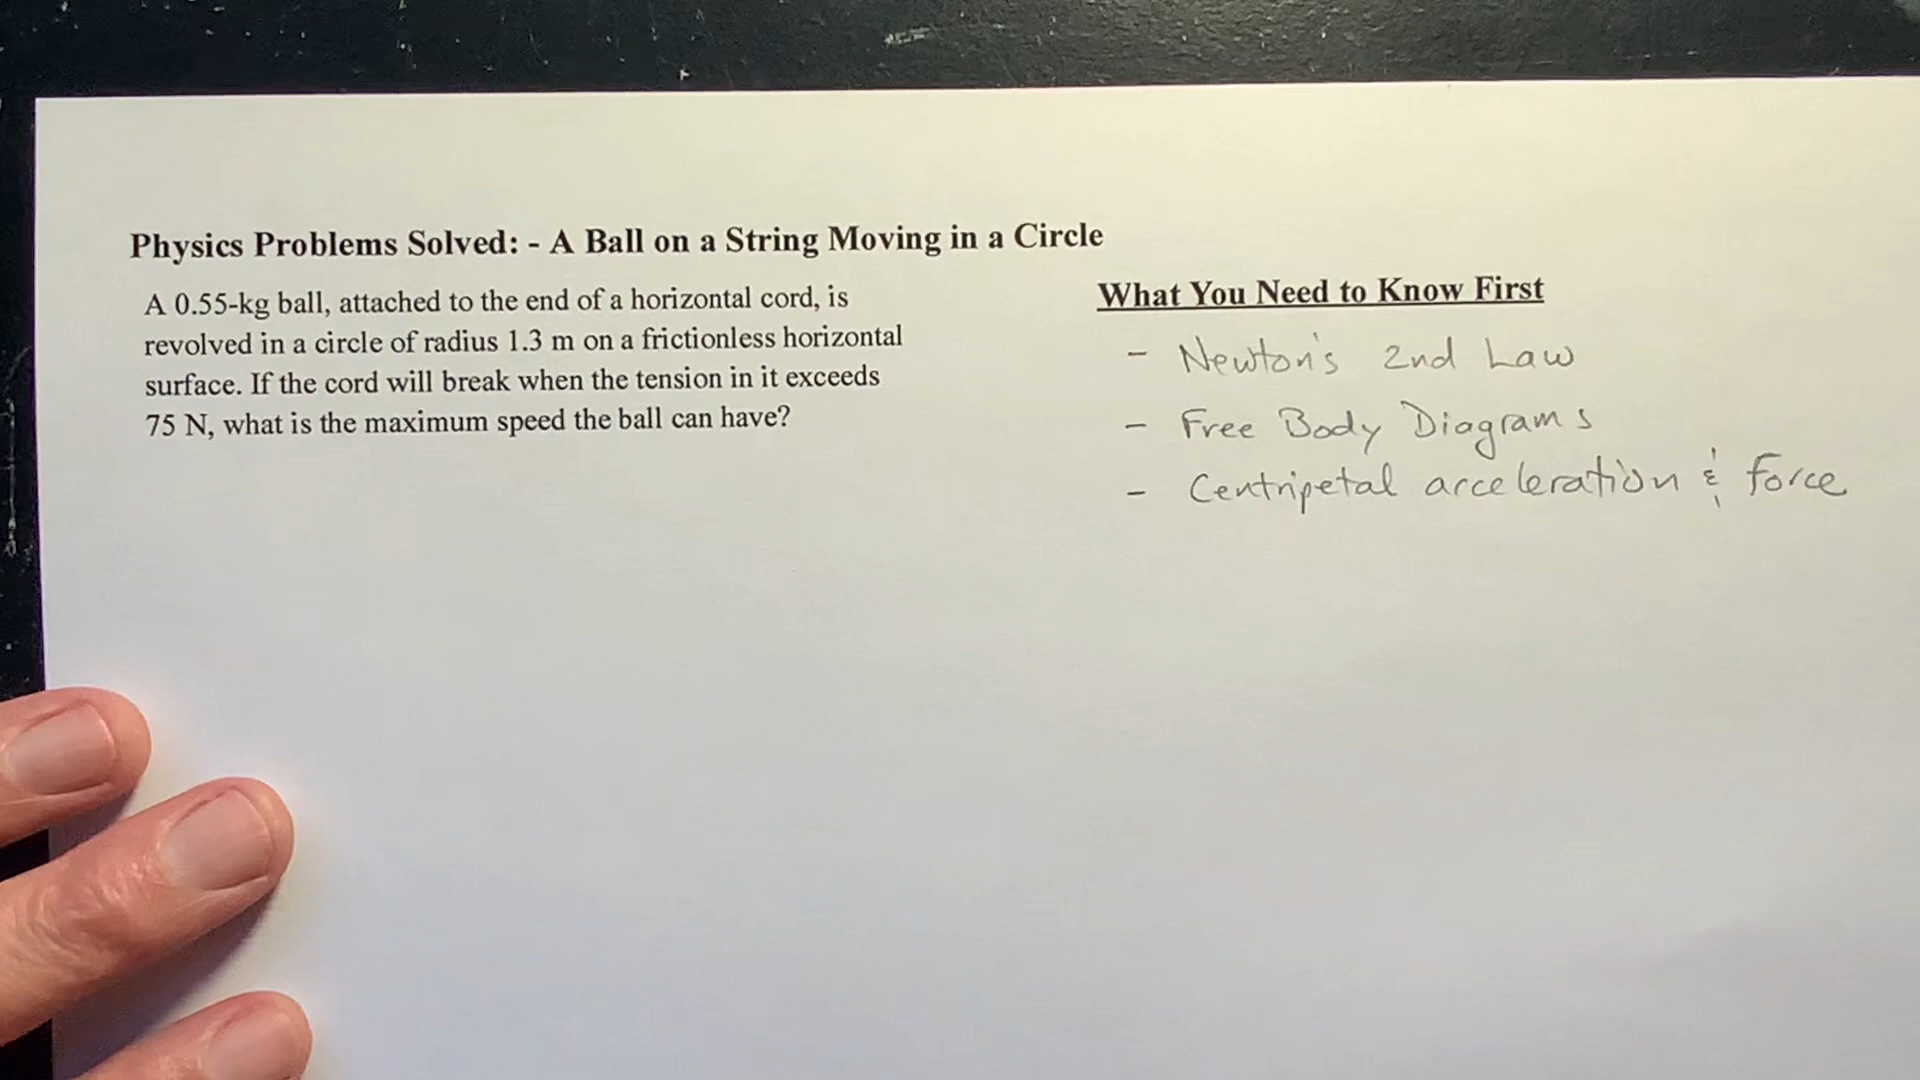 Physics Problems Solved: - A Ball on a String Moving in a Circle
A 0.55-kg ball, attached to the end of a horizontal cord, is
revolved in a circle of radius 1.3 m on a frictionless horizontal
surface. If the cord will break when the tension in it exceeds
75 N, what is the maximum speed the ball can have?
What You Need to Know First
- Newton's 2nd Law
- Free Body Diagrams
- Centripetal acceleration & force